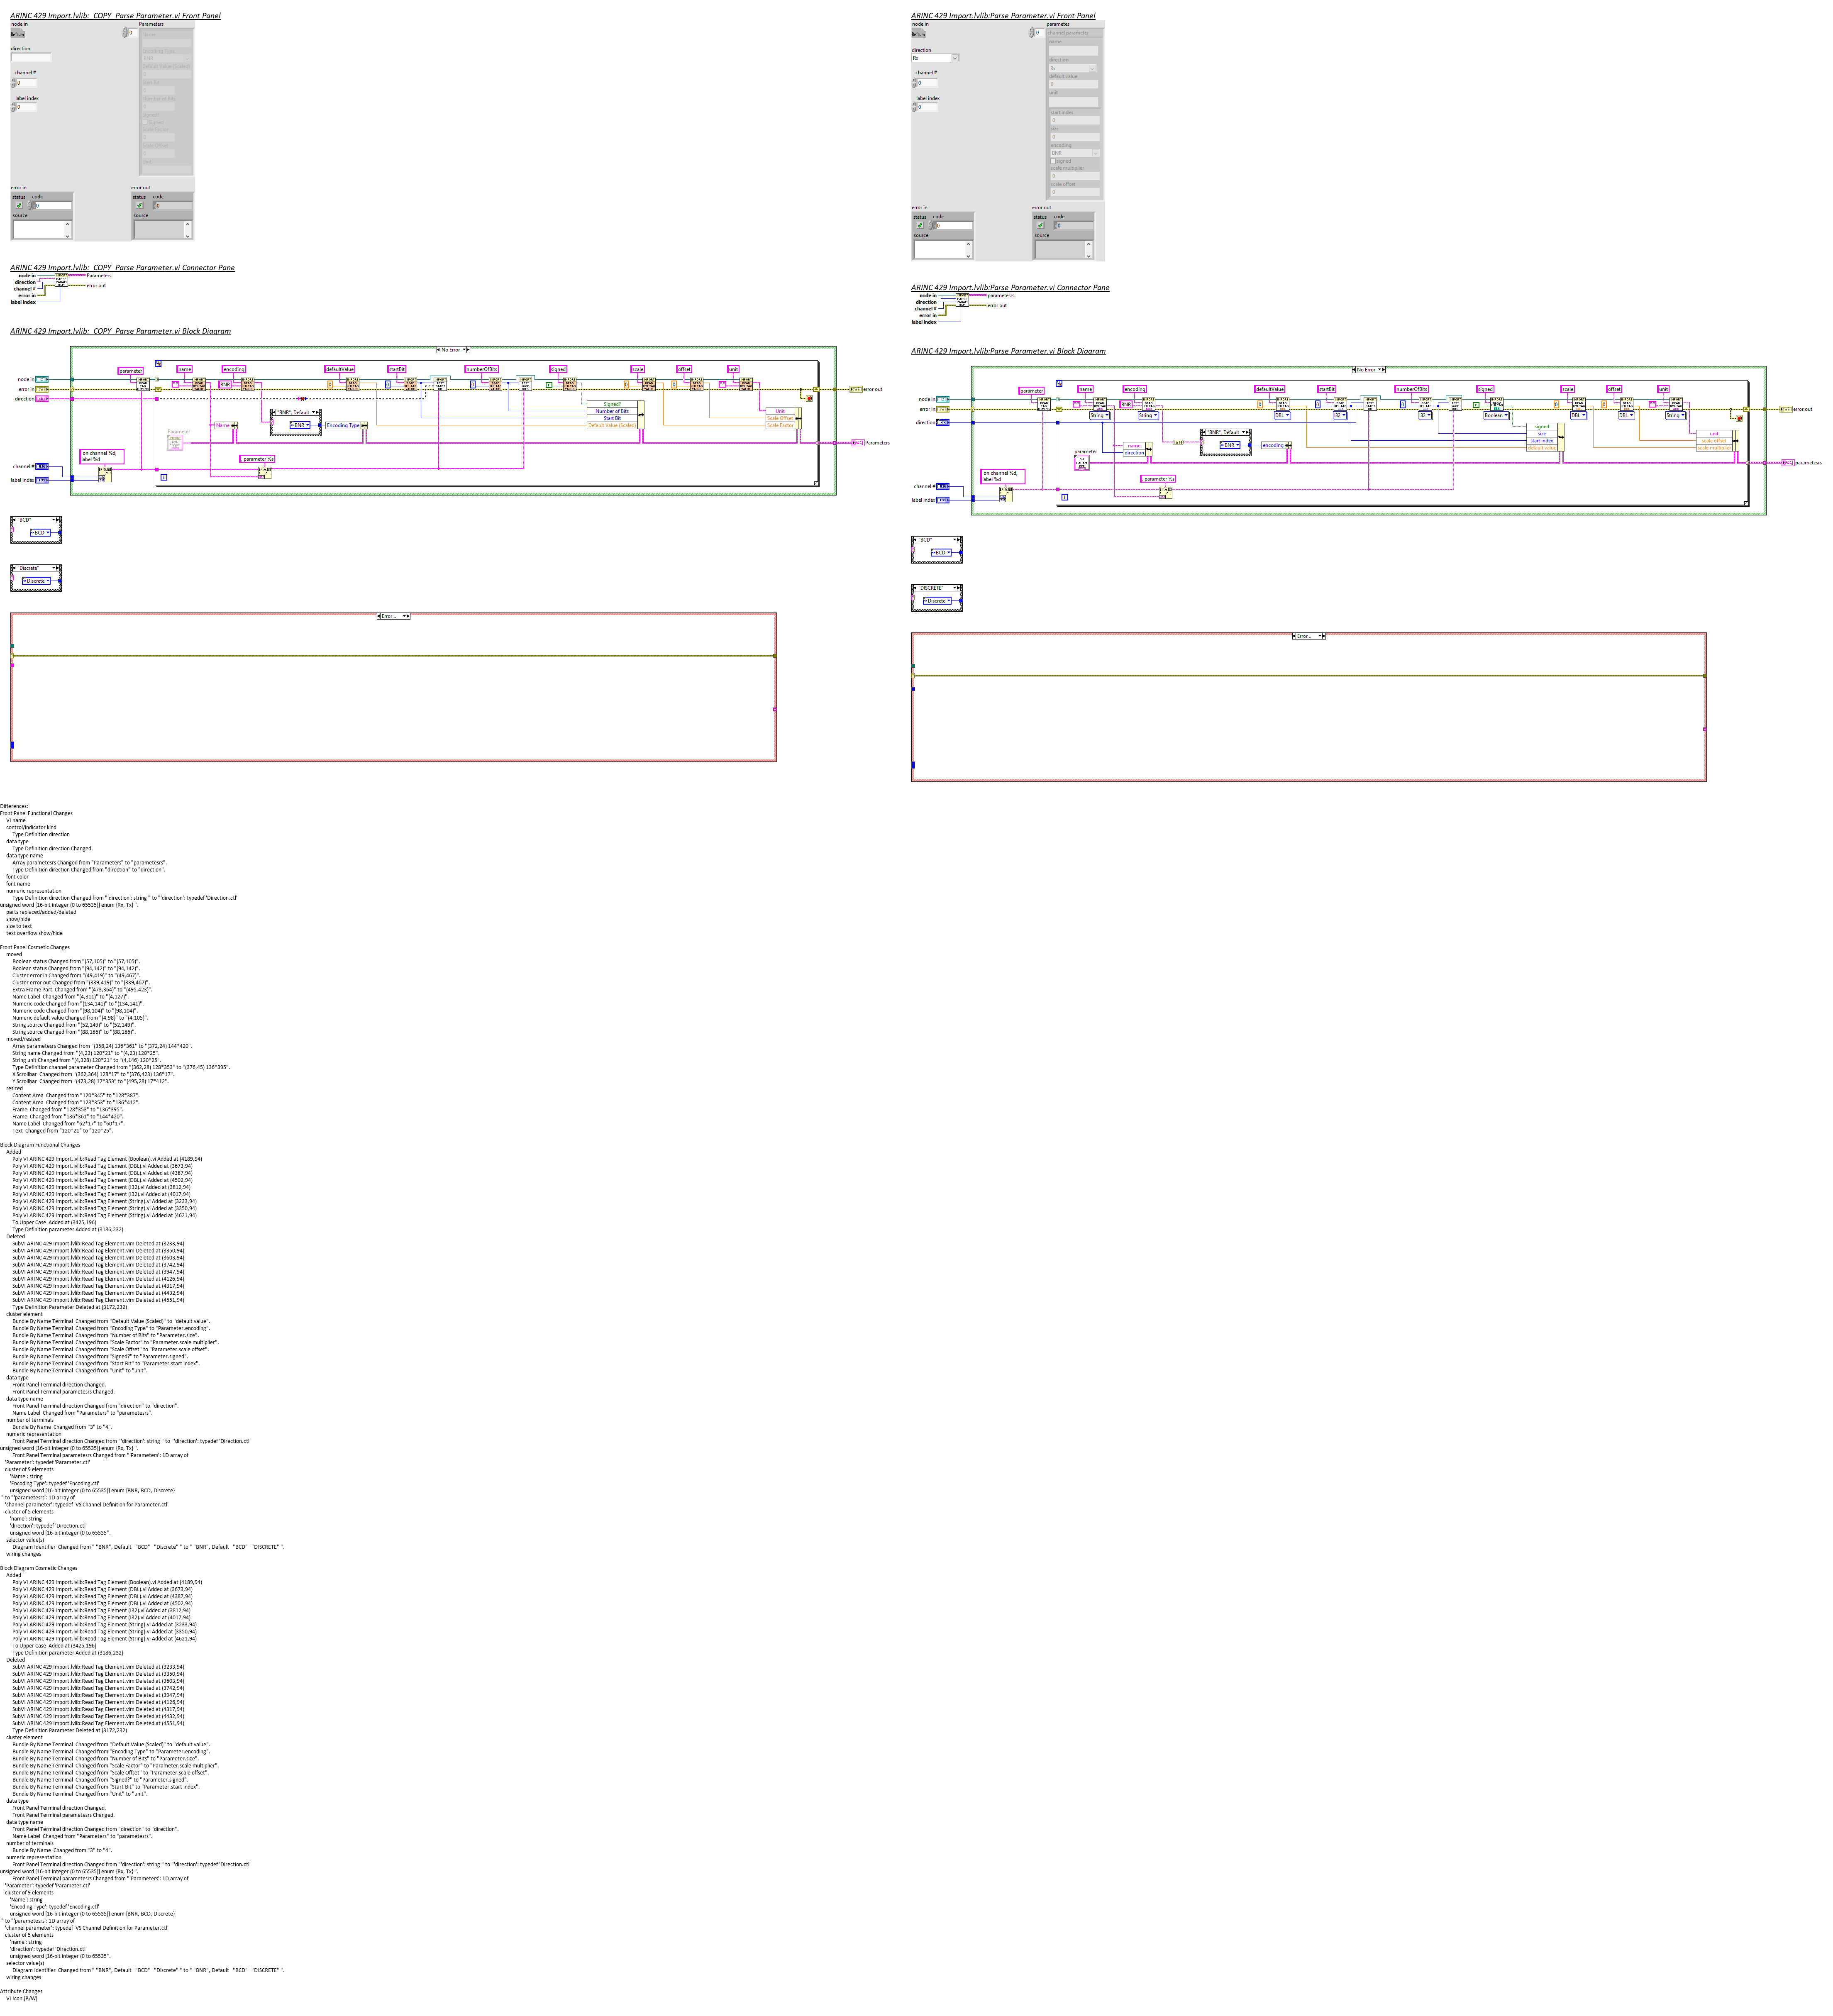 ARINC 429 Import.lvlib:_COPY_Parse Parameter.vi Front Panel
node in
Parameters
direction
channel #
0
label index
0
error in
status code
0
source
error out
status code
0
source
ARINC 429 Import.lvlib:_COPY_Parse Parameter.vi Connector Pane
node in
direction
channel #
error in
label index
Parameters
error out
ARINC 429 Import.lvlib:_COPY_Parse Parameter.vi Block Diagram
No Error
parameter
name
encoding
defaultValue
startBit
numberOfBits
signed
scale
offset
unit
node in
error in
direction
BNR
error out
Signed?
Number of Bits
Start Bit
Default Value (Scaled)
Unit
Scale Offset
Scale Factor
"BNR", Default
BNR
Name
Encoding Type
Parameter
Parameters
on channel %d,
label %d
, parameter %s
channel #
label index
"BCD"
BCD
"Discrete"
Discrete
Error
ARINC 429 Import.lvlib:Parse Parameter.vi Front Panel
node in
parametes
channel parameter
name
direction
Rx
direction
Rx
default value
0
unit
channel #
0
label index
0
start index
0
size
0
encoding
BNR
signed
scale multiplier
0
scale offset
0
error in
status code
0
source
error out
status code
0
source
ARINC 429 Import.lvlib:Parse Parameter.vi Connector Pane
node in
direction
channel #
error in
label index
parametesrs
error out
ARINC 429 Import.lvlib:Parse Parameter.vi Block Diagram
No Error
parameter
name
encoding
defaultValue
startBit
numberOfBits
signed
scale
offset
unit
node in
error in
direction
BNR
String
String
DBL
I32
I32
Boolean
DBL
DBL
String
error out
signed
size
start index
default value
unit
scale offset
scale multiplier
"BNR", Default
BNR
encoding
name
direction
parameter
parametesrs
on channel %d,
label %d
, parameter %s
channel #
label index
"BCD"
BCD
"DISCRETE"
Discrete
Error
Differences:
Front Panel Functional Changes
VI name
control/indicator kind
Type Definition direction
data type
Type Definition direction Changed.
data type name
Array parametesrs Changed from "Parameters" to "parametesrs".
Type Definition direction Changed from "direction" to "direction".
font color
font name
numeric representation
Type Definition direction Changed from "'direction': string " to "'direction': typedef 'Direction.ctl'
unsigned word [16-bit integer (0 to 65535)] enum {Rx, Tx} ".
parts replaced/added/deleted
show/hide
size to text
text overflow show/hide
Front Panel Cosmetic Changes
moved
Boolean status Changed from "(57,105)" to "(57,105)".
Boolean status Changed from "(94,142)" to "(94,142)".
Cluster error in Changed from "(49,419)" to "(49,467)".
Cluster error out Changed from "(339,419)" to "(339,467)".
Extra Frame Part Changed from "(473,364)" to "(495,423)".
Name Label Changed from "(4,311)" to "(4,127)".
Numeric code Changed from "(134,141)" to "(134,141)".
Numeric code Changed from "(98,104)" to "(98,104)".
Numeric default value Changed from "(4,98)" to "(4,105)".
String source Changed from "(52,149)" to "(52,149)".
String source Changed from "(88,186)" to "(88,186)".
moved/resized
Array parametesrs Changed from "(358,24) 136*361" to "(372,24) 144*420".
String name Changed from "(4,23) 120*21" to "(4,23) 120*25".
String unit Changed from "(4,328) 120*21" to "(4,146) 120*25".
Type Definition channel parameter Changed from "(362,28) 128*353" to "(376,45) 136*395".
X Scrollbar Changed from "(362,364) 128*17" to "(376,423) 136*17".
Y Scrollbar Changed from "(473,28) 17*353" to "(495,28) 17*412".
resized
Content Area Changed from "120*345" to "128*387".
Content Area Changed from "128*353" to "136*412".
Frame Changed from "128*353" to "136*395".
Frame Changed from "136*361" to "144*420".
Name Label Changed from "62*17" to "60*17".
Text Changed from "120*21" to "120*25".
Block Diagram Functional Changes
Added
Poly VI ARINC 429 Import.lvlib:Read Tag Element (Boolean).vi Added at (4189,94)
Poly VI ARINC 429 Import.lvlib:Read Tag Element (DBL).vi Added at (3673,94)
Poly VI ARINC 429 Import.lvlib:Read Tag Element (DBL).vi Added at (4387,94)
Poly VI ARINC 429 Import.lvlib:Read Tag Element (DBL).vi Added at (4502,94)
Poly VI ARINC 429 Import.lvlib:Read Tag Element (I32).vi Added at (3812,94)
Poly VI ARINC 429 Import.lvlib:Read Tag Element (I32).vi Added at (4017,94)
Poly VI ARINC 429 Import.lvlib:Read Tag Element (String).vi Added at (3233,94)
Poly VI ARINC 429 Import.lvlib:Read Tag Element (String).vi Added at (3350,94)
Poly VI ARINC 429 Import.lvlib:Read Tag Element (String).vi Added at (4621,94)
To Upper Case Added at (3425,196)
Type Definition parameter Added at (3186,232)
Deleted
SubVI ARINC 429 Import.lvlib:Read Tag Element.vim Deleted at (3233,94)
SubVI ARINC 429 Import.lvlib:Read Tag Element.vim Deleted at (3350,94)
SubVI ARINC 429 Import.lvlib:Read Tag Element.vim Deleted at (3603,94)
SubVI ARINC 429 Import.lvlib:Read Tag Element.vim Deleted at (3742,94)
SubVI ARINC 429 Import.lvlib:Read Tag Element.vim Deleted at (3947,94)
SubVI ARINC 429 Import.lvlib:Read Tag Element.vim Deleted at (4126,94)
SubVI ARINC 429 Import.lvlib:Read Tag Element.vim Deleted at (4317,94)
SubVI ARINC 429 Import.lvlib:Read Tag Element.vim Deleted at (4432,94)
SubVI ARINC 429 Import.lvlib:Read Tag Element.vim Deleted at (4551,94)
Type Definition Parameter Deleted at (3172,232)
cluster element
Bundle By Name Terminal Changed from "Default Value (Scaled)" to "default value".
Bundle By Name Terminal Changed from "Encoding Type" to "Parameter.encoding".
Bundle By Name Terminal Changed from "Number of Bits" to "Parameter.size".
Bundle By Name Terminal Changed from "Scale Factor" to "Parameter.scale multiplier".
Bundle By Name Terminal Changed from "Scale Offset" to "Parameter.scale offset".
Bundle By Name Terminal Changed from "Signed?" to "Parameter.signed".
Bundle By Name Terminal Changed from "Start Bit" to "Parameter.start index".
Bundle By Name Terminal Changed from "Unit" to "unit".
data type
Front Panel Terminal direction Changed.
Front Panel Terminal parametesrs Changed.
data type name
Front Panel Terminal direction Changed from "direction" to "direction".
Name Label Changed from "Parameters" to "parametesrs".
number of terminals
Bundle By Name Changed from "3" to "4".
numeric representation
Front Panel Terminal direction Changed from "'direction': string " to "'direction': typedef 'Direction.ctl'
unsigned word [16-bit integer (0 to 65535)] enum {Rx, Tx} ".
Front Panel Terminal parametesrs Changed from "'Parameters': 1D array of
'Parameter': typedef 'Parameter.ctl'
cluster of 9 elements
'Name': string
'Encoding Type': typedef 'Encoding.ctl'
unsigned word [16-bit integer (0 to 65535)] enum {BNR, BCD, Discrete}
" to "'parametesrs': 1D array of
'channel parameter': typedef 'VS Channel Definition for Parameter.ctl'
cluster of 5 elements
'name': string
'direction': typedef 'Direction.ctl'
unsigned word [16-bit integer (0 to 65535".
selector value(s)
Diagram Identifier Changed from " "BNR", Default "BCD" "Discrete" " to " "BNR", Default "BCD" "DISCRETE" ".
wiring changes
Block Diagram Cosmetic Changes
Added
Poly VI ARINC 429 Import.lvlib:Read Tag Element (Boolean).vi Added at (4189,94)
Poly VI ARINC 429 Import.lvlib:Read Tag Element (DBL).vi Added at (3673,94)
Poly VI ARINC 429 Import.lvlib:Read Tag Element (DBL).vi Added at (4387,94)
Poly VI ARINC 429 Import.lvlib:Read Tag Element (DBL).vi Added at (4502,94)
Poly VI ARINC 429 Import.lvlib:Read Tag Element (I32).vi Added at (3812,94)
Poly VI ARINC 429 Import.lvlib:Read Tag Element (I32).vi Added at (4017,94)
Poly VI ARINC 429 Import.lvlib:Read Tag Element (String).vi Added at (3233,94)
Poly VI ARINC 429 Import.lvlib:Read Tag Element (String).vi Added at (3350,94)
Poly VI ARINC 429 Import.lvlib:Read Tag Element (String).vi Added at (4621,94)
To Upper Case Added at (3425,196)
Type Definition parameter Added at (3186,232)
Deleted
SubVI ARINC 429 Import.lvlib:Read Tag Element.vim Deleted at (3233,94)
SubVI ARINC 429 Import.lvlib:Read Tag Element.vim Deleted at (3350,94)
SubVI ARINC 429 Import.lvlib:Read Tag Element.vim Deleted at (3603,94)
SubVI ARINC 429 Import.lvlib:Read Tag Element.vim Deleted at (3742,94)
SubVI ARINC 429 Import.lvlib:Read Tag Element.vim Deleted at (3947,94)
SubVI ARINC 429 Import.lvlib:Read Tag Element.vim Deleted at (4126,94)
SubVI ARINC 429 Import.lvlib:Read Tag Element.vim Deleted at (4317,94)
SubVI ARINC 429 Import.lvlib:Read Tag Element.vim Deleted at (4432,94)
SubVI ARINC 429 Import.lvlib:Read Tag Element.vim Deleted at (4551,94)
Type Definition Parameter Deleted at (3172,232)
cluster element
Bundle By Name Terminal Changed from "Default Value (Scaled)" to "default value".
Bundle By Name Terminal Changed from "Encoding Type" to "Parameter.encoding".
Bundle By Name Terminal Changed from "Number of Bits" to "Parameter.size".
Bundle By Name Terminal Changed from "Scale Factor" to "Parameter.scale multiplier".
Bundle By Name Terminal Changed from "Scale Offset" to "Parameter.scale offset".
Bundle By Name Terminal Changed from "Signed?" to "Parameter.signed".
Bundle By Name Terminal Changed from "Start Bit" to "Parameter.start index".
Bundle By Name Terminal Changed from "Unit" to "unit".
data type
Front Panel Terminal direction Changed.
Front Panel Terminal parametesrs Changed.
data type name
Front Panel Terminal direction Changed from "direction" to "direction".
Name Label Changed from "Parameters" to "parametesrs".
number of terminals
Bundle By Name Changed from "3" to "4".
numeric representation
Front Panel Terminal direction Changed from "'direction': string " to "'direction': typedef 'Direction.ctl'
unsigned word [16-bit integer (0 to 65535)] enum {Rx, Tx} ".
Front Panel Terminal parametesrs Changed from "'Parameters': 1D array of
'Parameter': typedef 'Parameter.ctl'
cluster of 9 elements
'Name': string
'Encoding Type': typedef 'Encoding.ctl'
unsigned word [16-bit integer (0 to 65535)] enum {BNR, BCD, Discrete}
" to "'parametesrs': 1D array of
'channel parameter': typedef 'VS Channel Definition for Parameter.ctl'
cluster of 5 elements
'name': string
'direction': typedef 'Direction.ctl'
unsigned word [16-bit integer (0 to 65535".
selector value(s)
Diagram Identifier Changed from " "BNR", Default "BCD" "Discrete" " to " "BNR", Default "BCD" "DISCRETE" ".
wiring changes
Attribute Changes
VI icon (B/W)